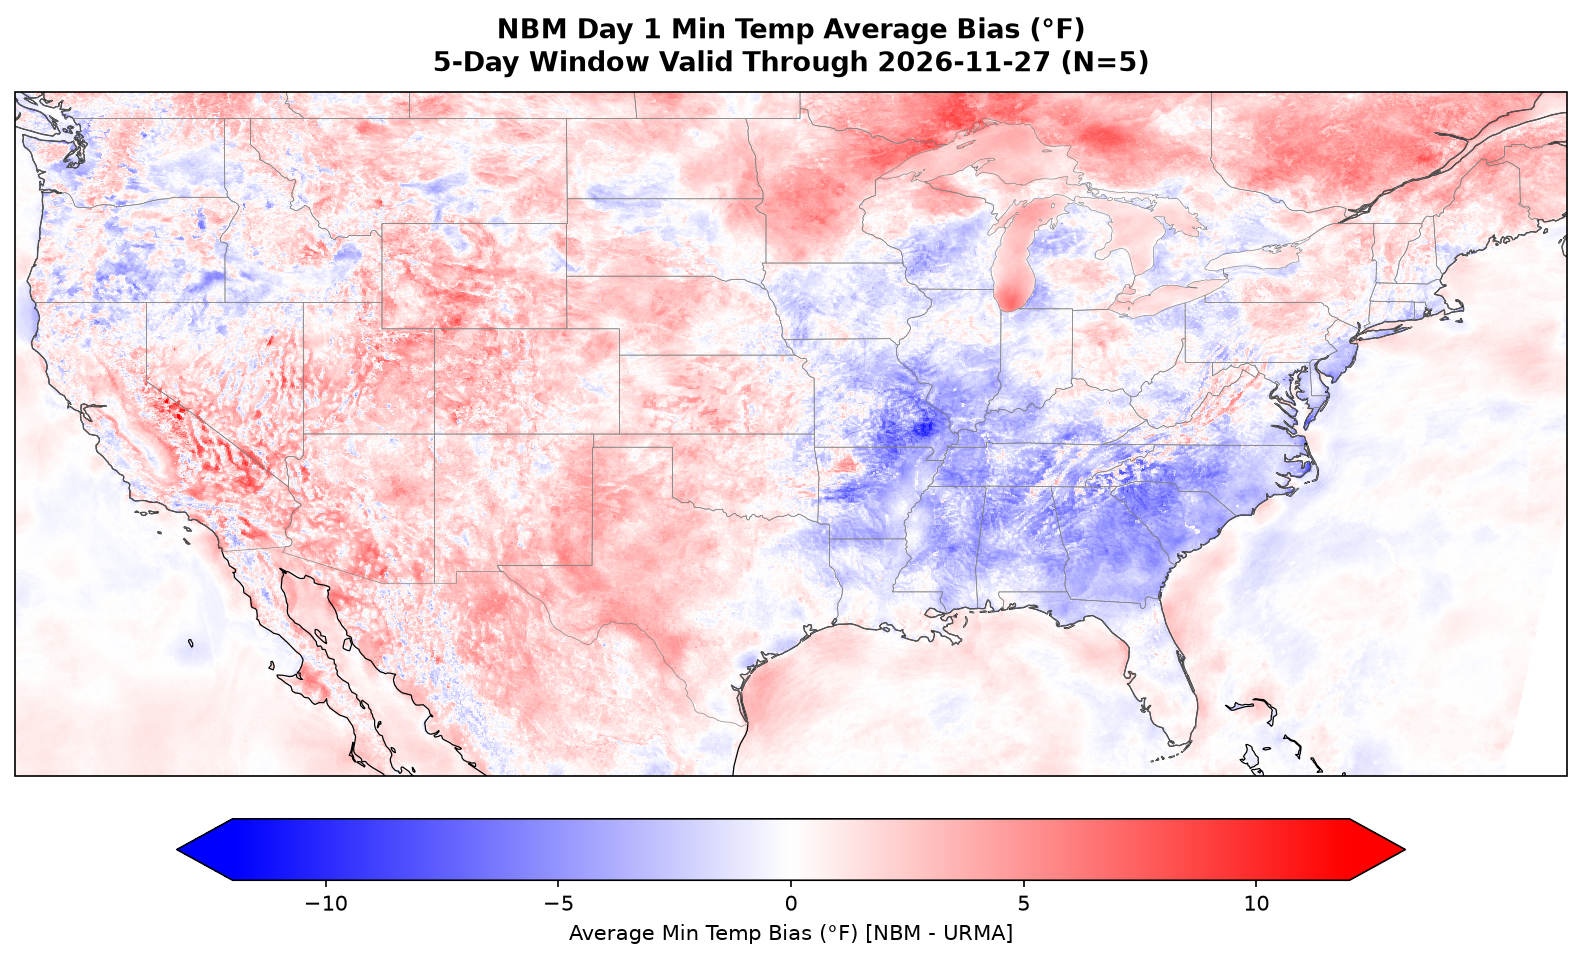 NBM Day 1 Min Temp Average Bias (°F)
5-Day Window Valid Through 2026-11-27 (N=5)
−10 −5 0 5 10
Average Min Temp Bias (°F) [NBM - URMA]